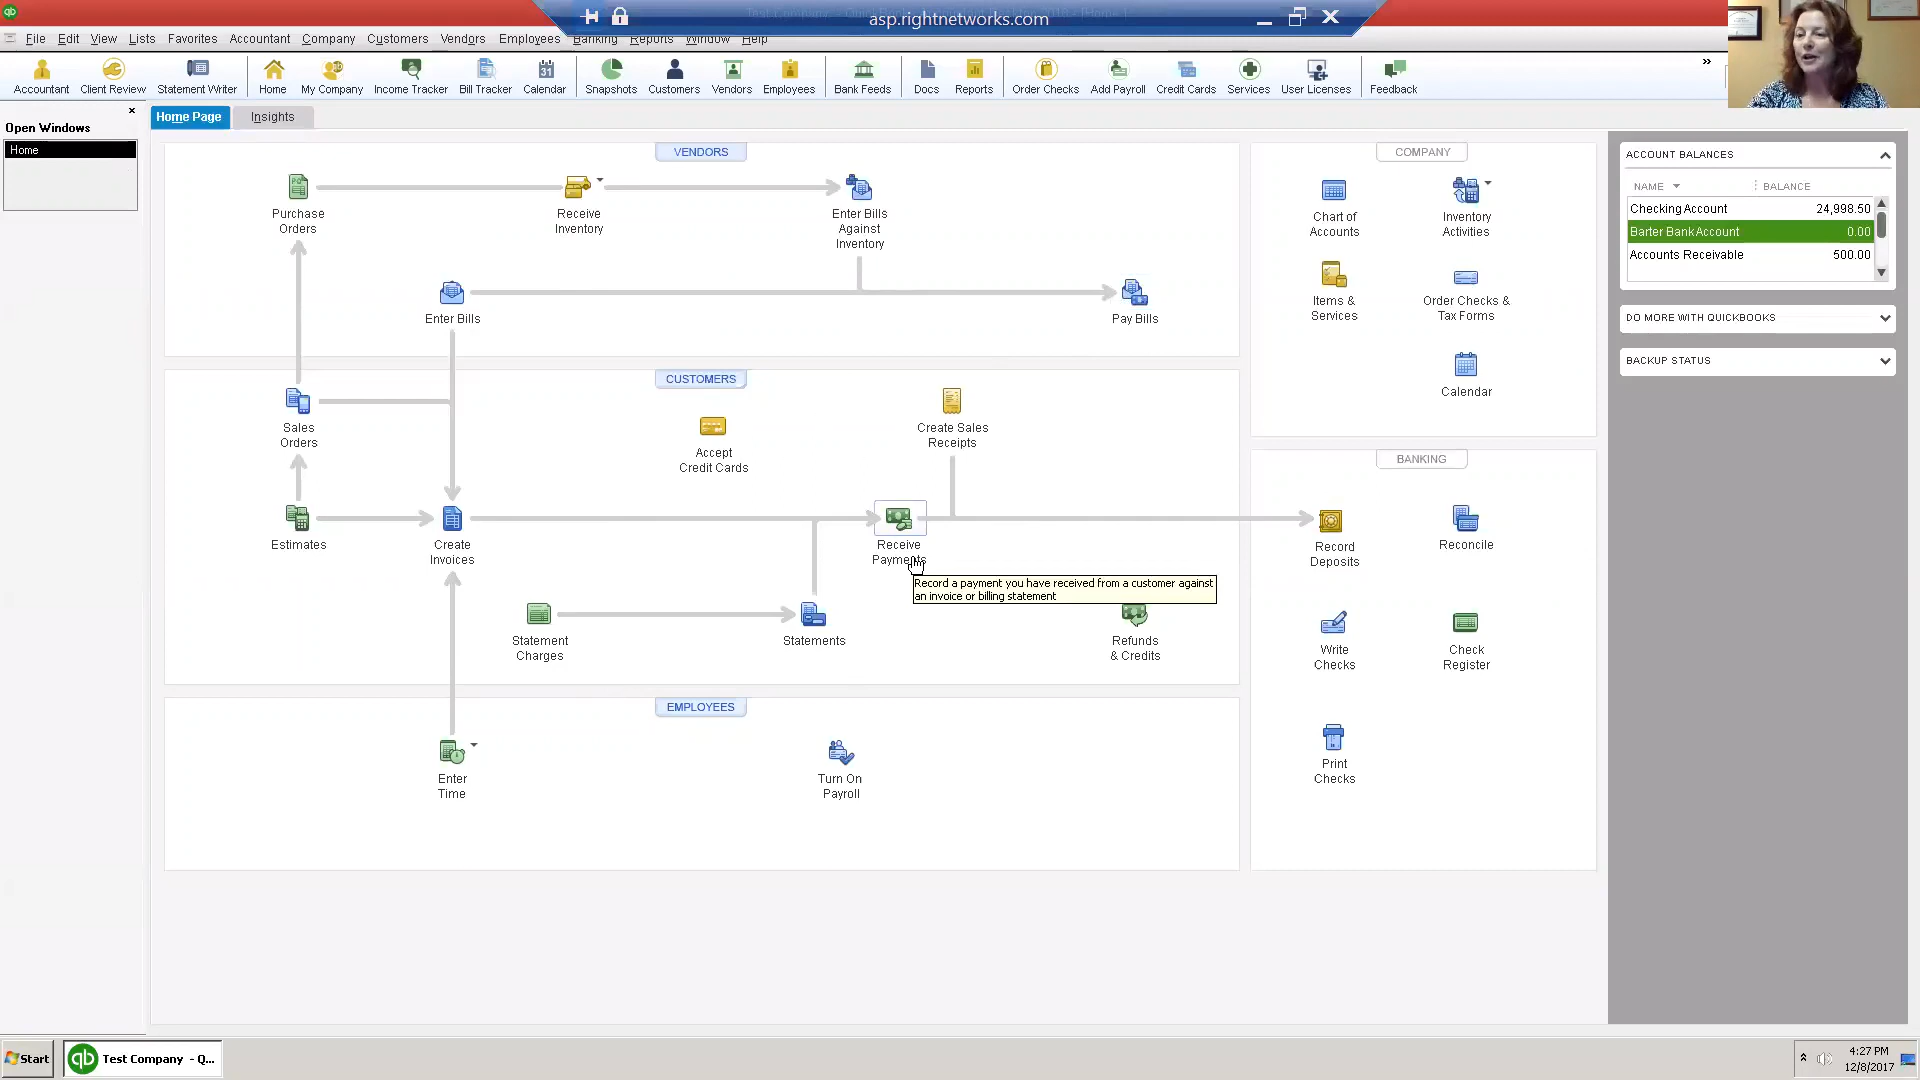 asp.rightnetworks.com
File Edit View Lists Favorites Accountant Company Customers Vendors Employees Banking Reports Window Help
Accountant Client Review Statement Writer Home My Company Income Tracker Bill Tracker Calendar Snapshots Customers Vendors Employees Bank Feeds Docs Reports Order Checks Add Payroll Credit Cards Services User Licenses Feedback
Open Windows
Home
Home Page Insights
VENDORS
Purchase
Orders
Receive
Inventory
Enter Bills
Against
Inventory
Enter Bills
Pay Bills
CUSTOMERS
Sales
Orders
Accept
Credit Cards
Create Sales
Receipts
Estimates
Create
Invoices
Receive
Payments
Record a payment you have received from a customer against
an invoice or billing statement
Statement
Charges
Statements
Refunds
& Credits
EMPLOYEES
Enter
Time
Turn On
Payroll
COMPANY
Chart of
Accounts
Inventory
Activities
Items &
Services
Order Checks &
Tax Forms
Calendar
BANKING
Record
Deposits
Reconcile
Write
Checks
Check
Register
Print
Checks
ACCOUNT BALANCES
NAME BALANCE
Checking Account 24,998.50
Barter Bank Account 0.00
Accounts Receivable 500.00
DO MORE WITH QUICKBOOKS
BACKUP STATUS
Start
Test Company - Q...
4:27 PM
12/8/2017